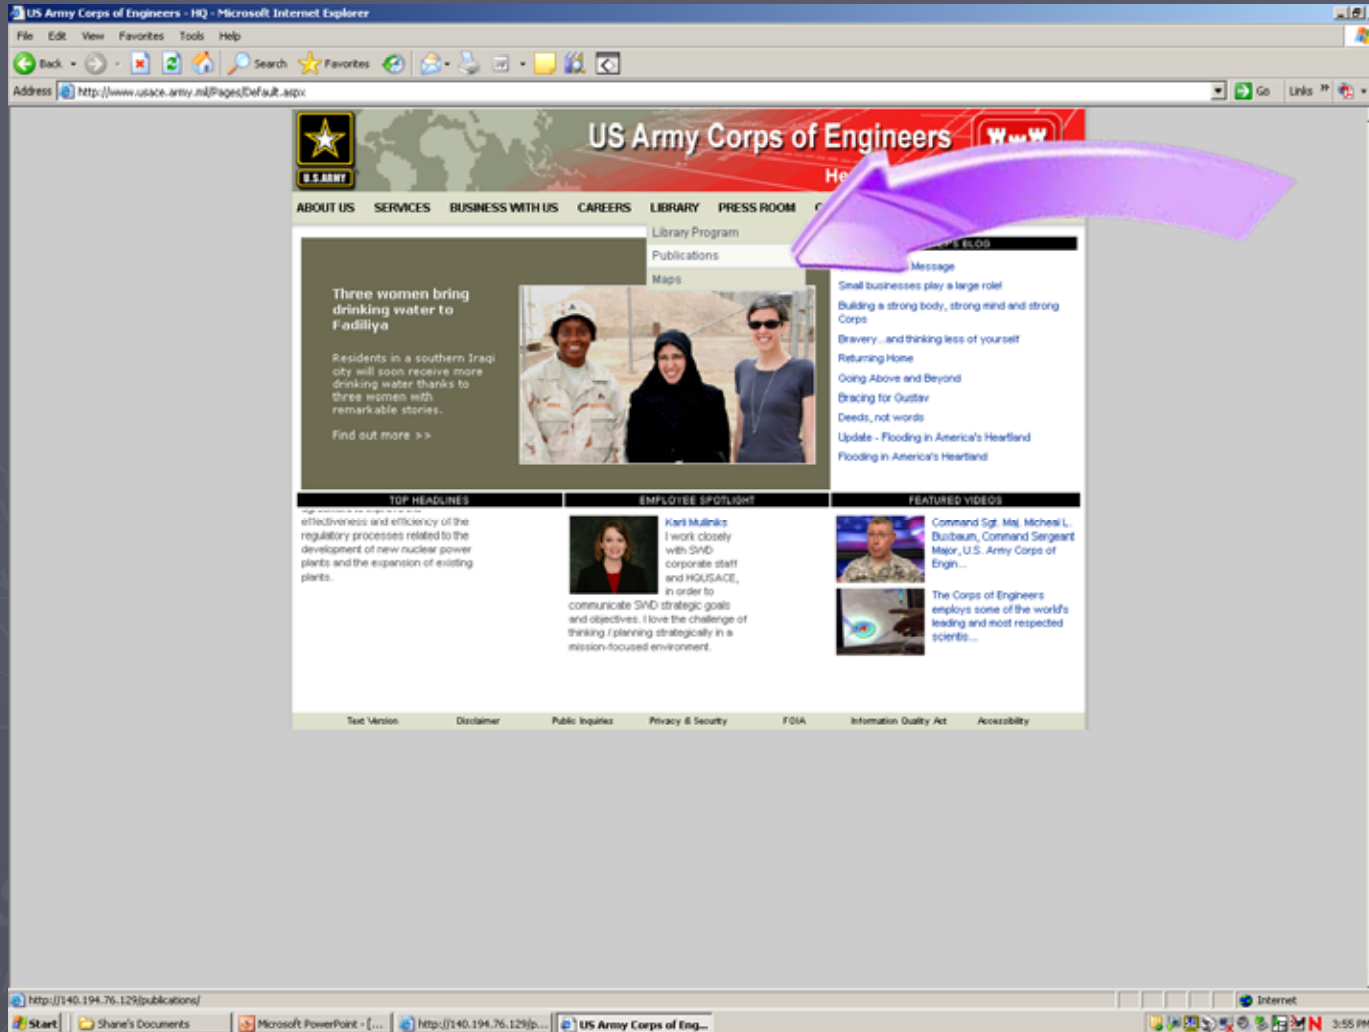 US Army Corps of Engineers - HQ - Microsoft Internet Explorer
File Edit View Favorites Tools Help
Back Search Favorites
Address http://www.usace.army.mil/Pages/Default.aspx Go Links
US Army Corps of Engineers
U.S.ARMY
He
ABOUT US SERVICES BUSINESS WITH US CAREERS LIBRARY PRESS ROOM
Library Program
Publications
Maps
BLOG
Message
Small businesses play a large role!
Building a strong body, strong mind and strong
Corps
Bravery...and thinking less of yourself
Returning Home
Going Above and Beyond
Bracing for Gustav
Deeds, not words
Update - Flooding in America's Heartland
Flooding in America's Heartland
Three women bring
drinking water to
Fadiliya
Residents in a southern Iraqi
city will soon receive more
drinking water thanks to
three women with
remarkable stories.
Find out more >>
TOP HEADLINES
effectiveness and efficiency of the
regulatory processes related to the
development of new nuclear power
plants and the expansion of existing
plants.
EMPLOYEE SPOTLIGHT
Karli Mulliniks
I work closely
with SWD
corporate staff
and HQUSACE,
in order to
communicate SWD strategic goals
and objectives. I love the challenge of
thinking / planning strategically in a
mission-focused environment.
FEATURED VIDEOS
Command Sgt. Maj. Micheal L.
Buxbaum, Command Sergeant
Major, U.S. Army Corps of
Engin...
The Corps of Engineers
employs some of the world's
leading and most respected
scientis...
Text Version Disclaimer Public Inquiries Privacy & Security FOIA Information Quality Act Accessibility
http://140.194.76.129/publications/ Internet
Start Shane's Documents Microsoft PowerPoint - [... http://140.194.76.129/p... US Army Corps of Eng... 3:55 PM